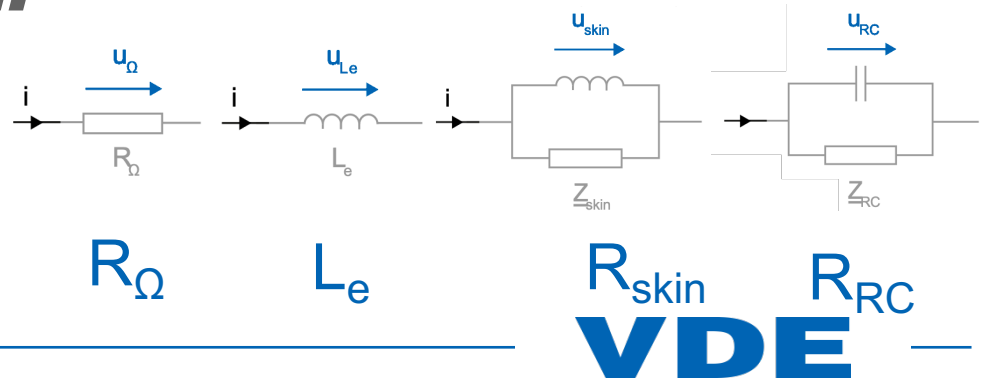 u_Ω u_Le u_skin u_RC
i i i
R_Ω L_e Z_skin Z_RC
R_Ω L_e R_skin R_RC
VDE